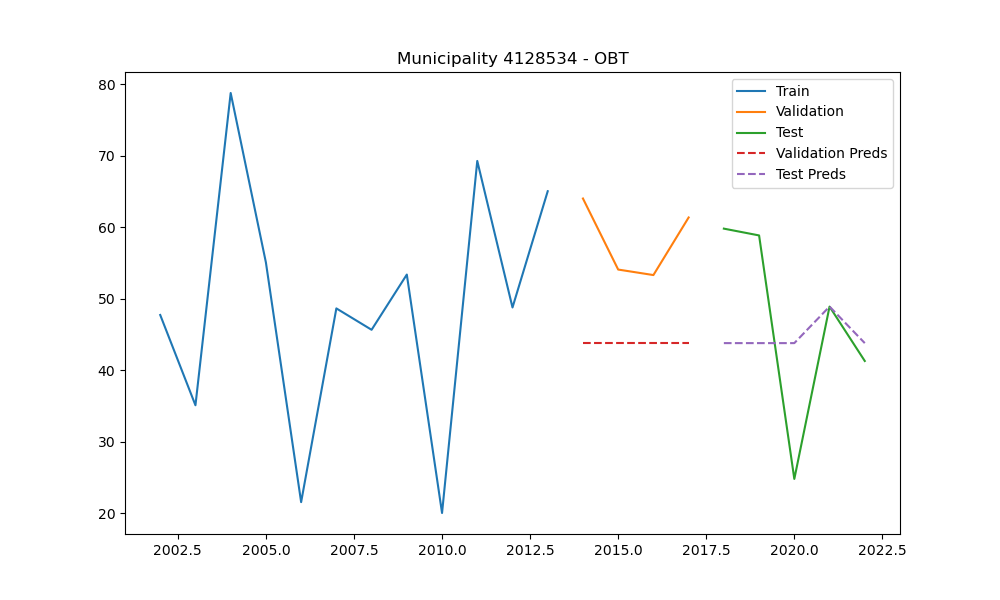 Municipality 4128534 - OBT
80
70
60
50
40
30
20
2002.5 2005.0 2007.5 2010.0 2012.5 2015.0 2017.5 2020.0 2022.5
Train
Validation
Test
Validation Preds
Test Preds